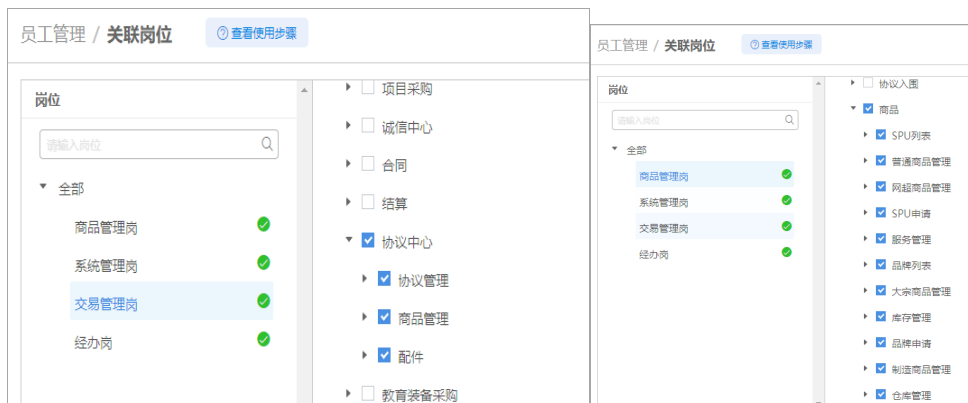 员工管理 / 关联岗位
查看使用步骤
岗位
请输入岗位
全部
商品管理岗
系统管理岗
交易管理岗
经办岗
项目采购
诚信中心
合同
结算
协议中心
协议管理
商品管理
配件
教育装备采购
员工管理 / 关联岗位
查看使用步骤
岗位
请输入岗位
全部
商品管理岗
系统管理岗
交易管理岗
经办岗
协议入围
商品
SPU列表
普通商品管理
网超商品管理
SPU申请
服务管理
品牌列表
大宗商品管理
库存管理
品牌申请
制造商品管理
仓库管理